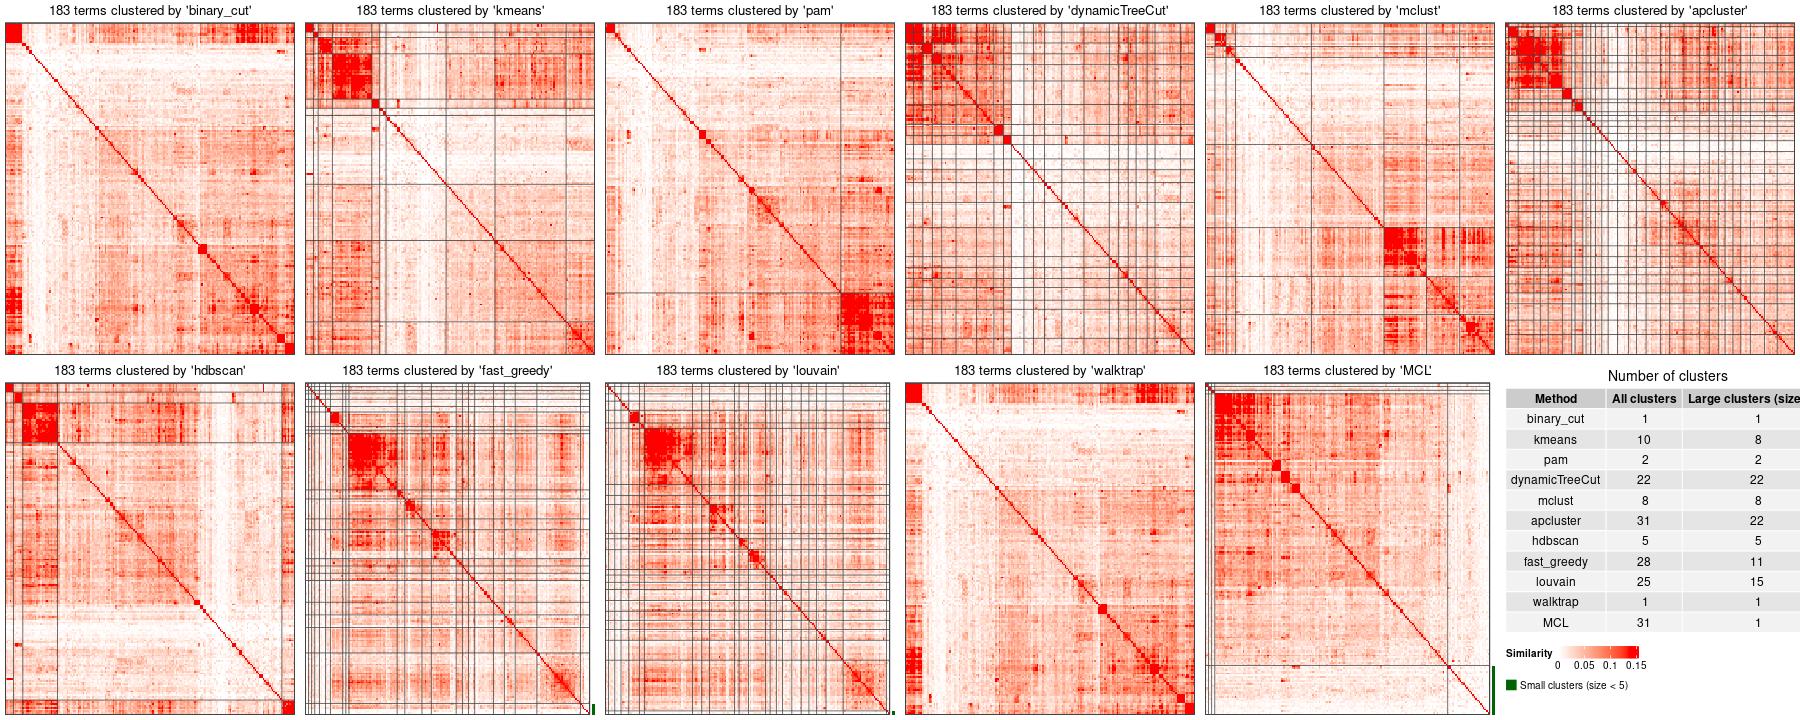 183 terms clustered by 'binary_cut'
183 terms clustered by 'kmeans'
183 terms clustered by 'pam'
183 terms clustered by 'dynamicTreeCut'
183 terms clustered by 'mclust'
183 terms clustered by 'apcluster'
183 terms clustered by 'hdbscan'
183 terms clustered by 'fast_greedy'
183 terms clustered by 'louvain'
183 terms clustered by 'walktrap'
183 terms clustered by 'MCL'
Number of clusters
Method All clusters Large clusters (size
binary_cut 1 1
kmeans 10 8
pam 2 2
dynamicTreeCut 22 22
mclust 8 8
apcluster 31 22
hdbscan 5 5
fast_greedy 28 11
louvain 25 15
walktrap 1 1
MCL 31 1
Similarity
0 0.05 0.1 0.15
Small clusters (size < 5)